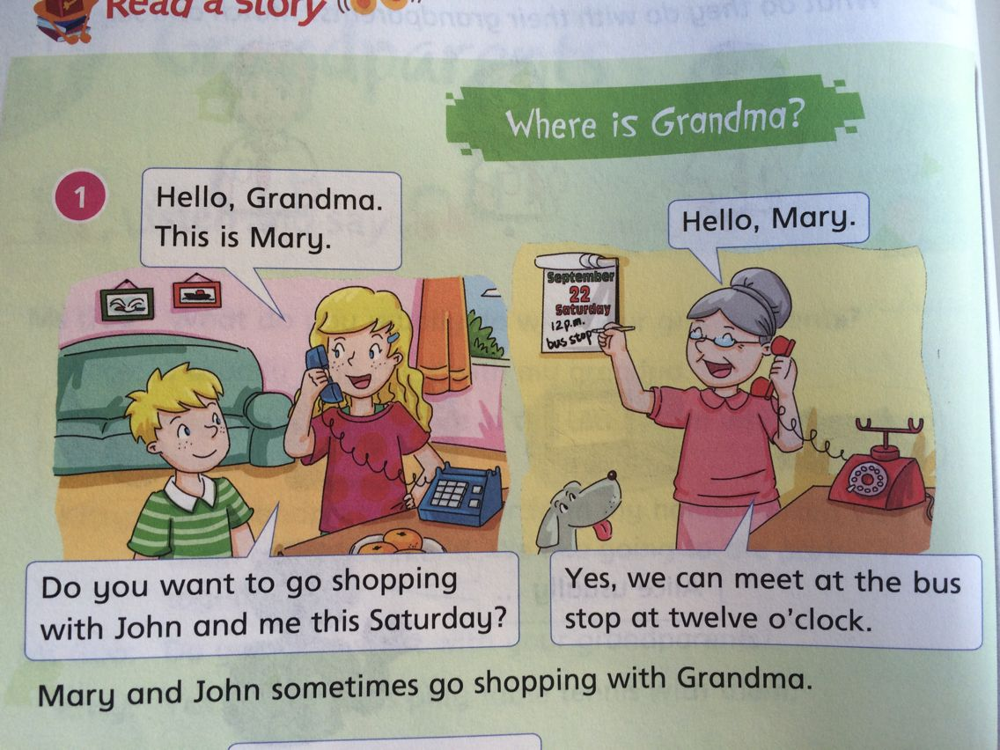 Read a story
Where is Grandma?
1
Hello, Grandma.
This is Mary.
Hello, Mary.
September
22
Saturday
12 p.m.
bus stop
Do you want to go shopping
with John and me this Saturday?
Yes, we can meet at the bus
stop at twelve o'clock.
Mary and John sometimes go shopping with Grandma.